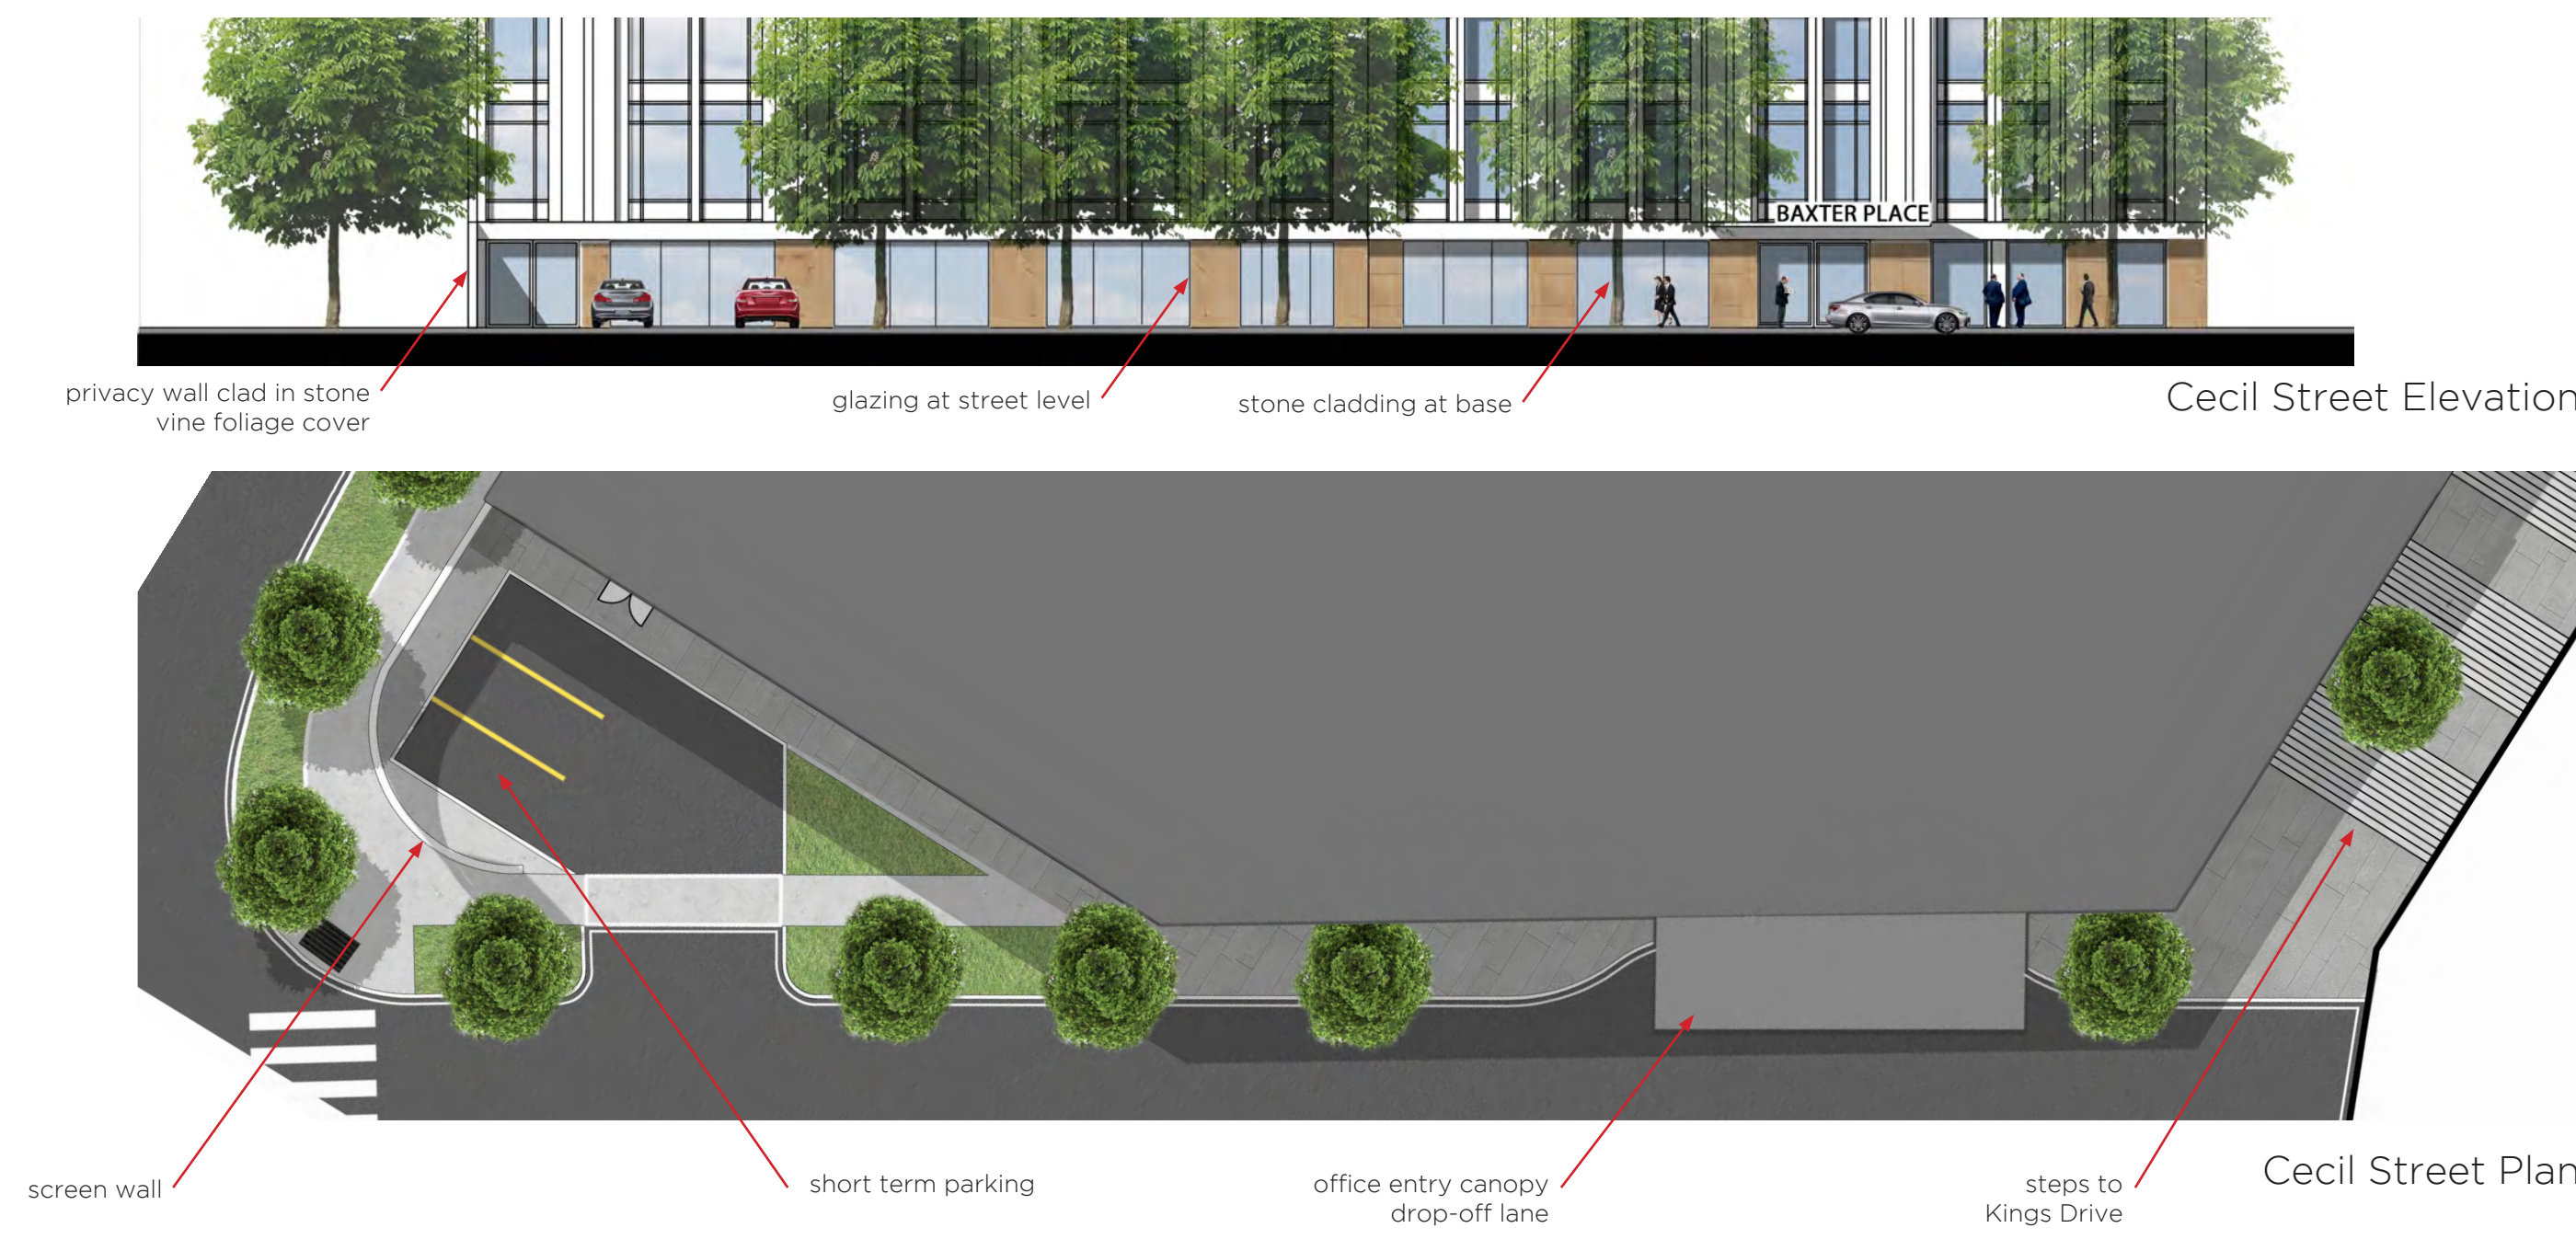 BAXTER PLACE
privacy wall clad in stone
vine foliage cover
glazing at street level
stone cladding at base
Cecil Street Elevation
screen wall
short term parking
office entry canopy
drop-off lane
steps to
Kings Drive
Cecil Street Plan